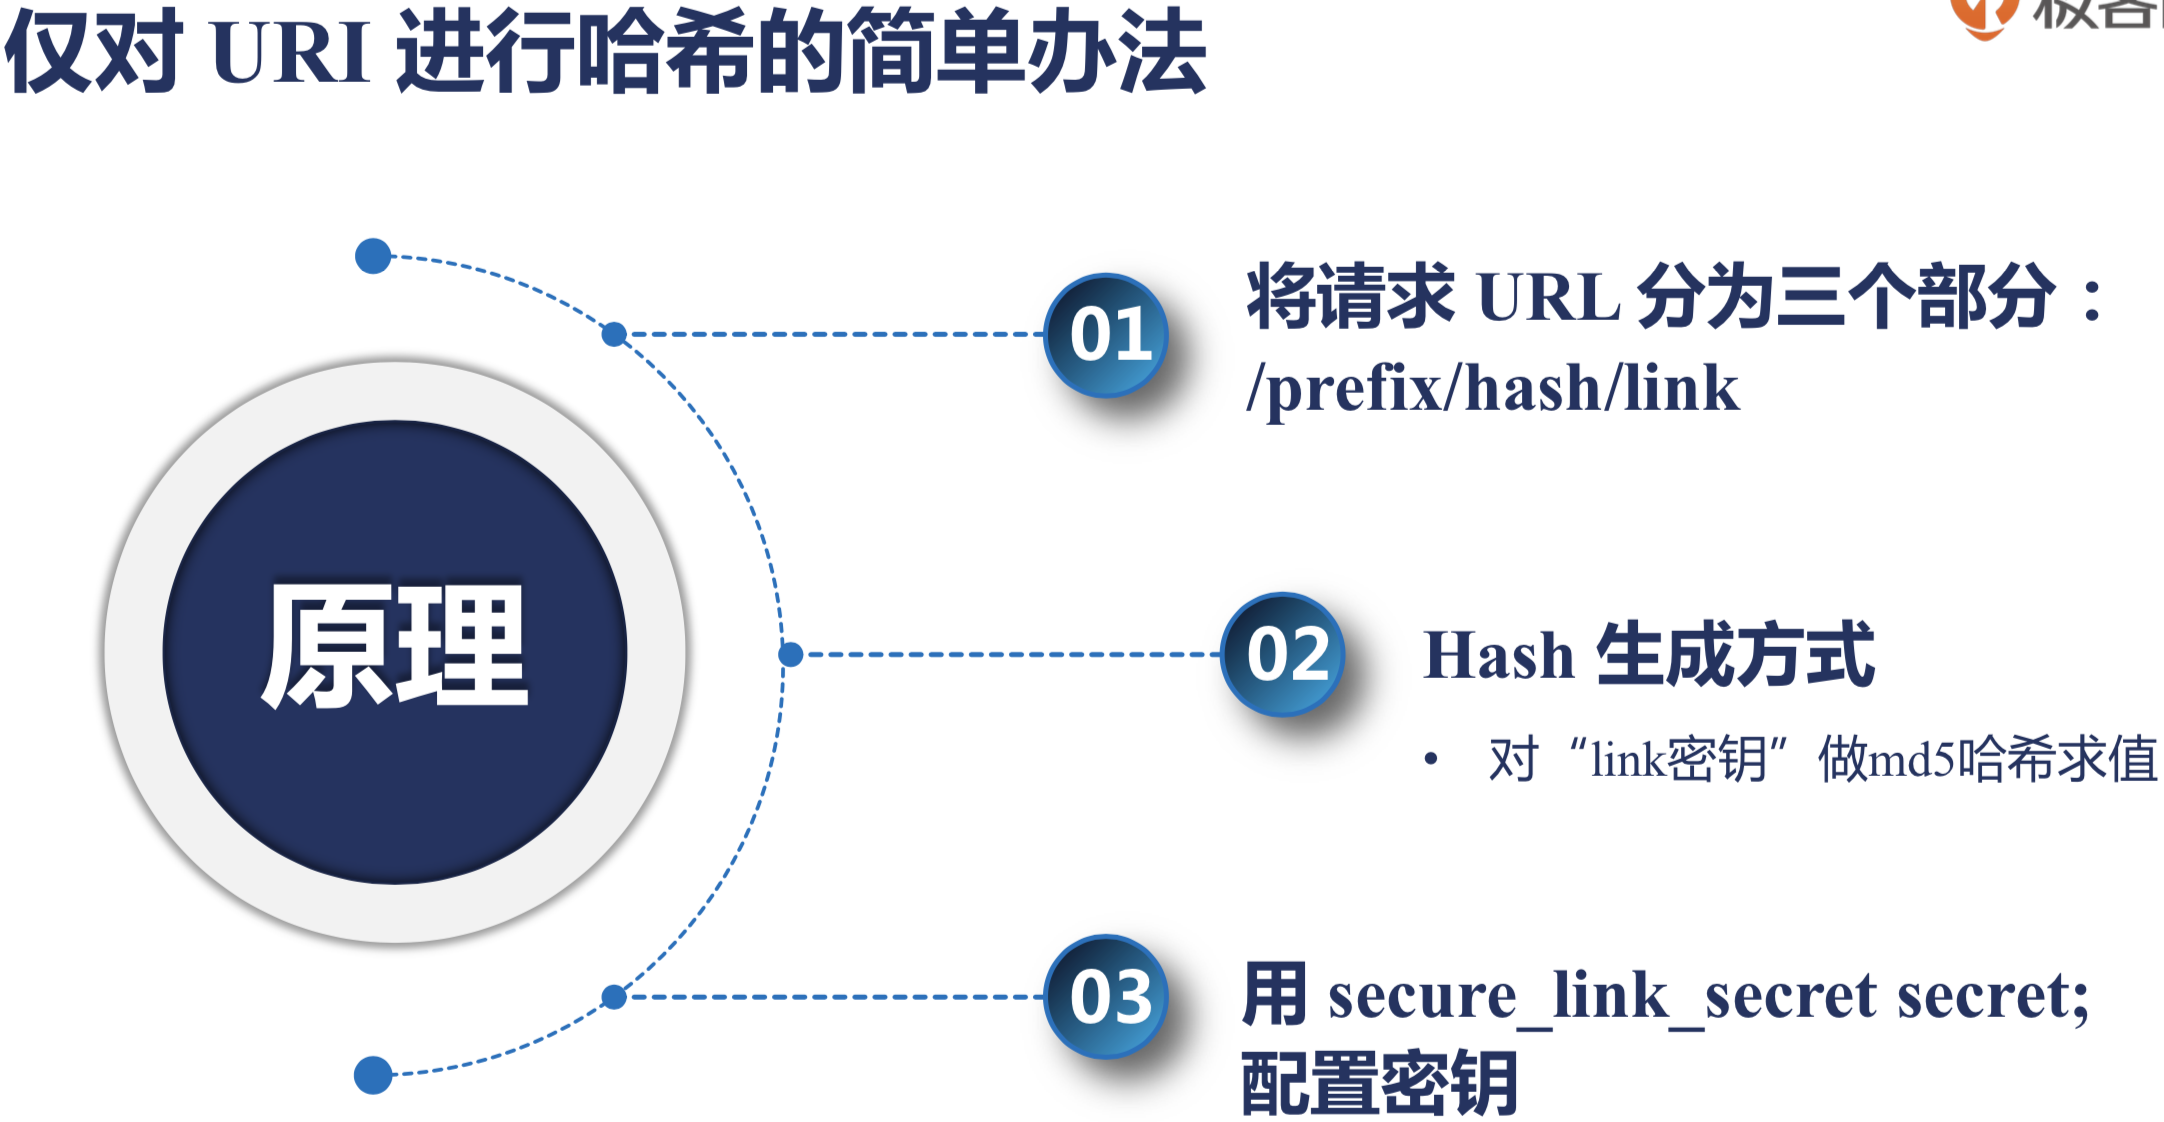 仅对 URI 进行哈希的简单办法
原理
01
将请求 URL 分为三个部分：
/prefix/hash/link
02
Hash 生成方式
• 对“link密钥”做md5哈希求值
03
用 secure_link_secret secret;
配置密钥